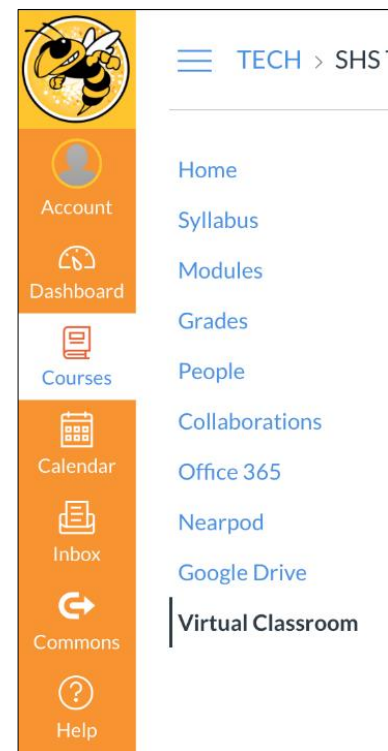 TECH > SHS
Account
Dashboard
Courses
Calendar
Inbox
Commons
Help
Home
Syllabus
Modules
Grades
People
Collaborations
Office 365
Nearpod
Google Drive
Virtual Classroom